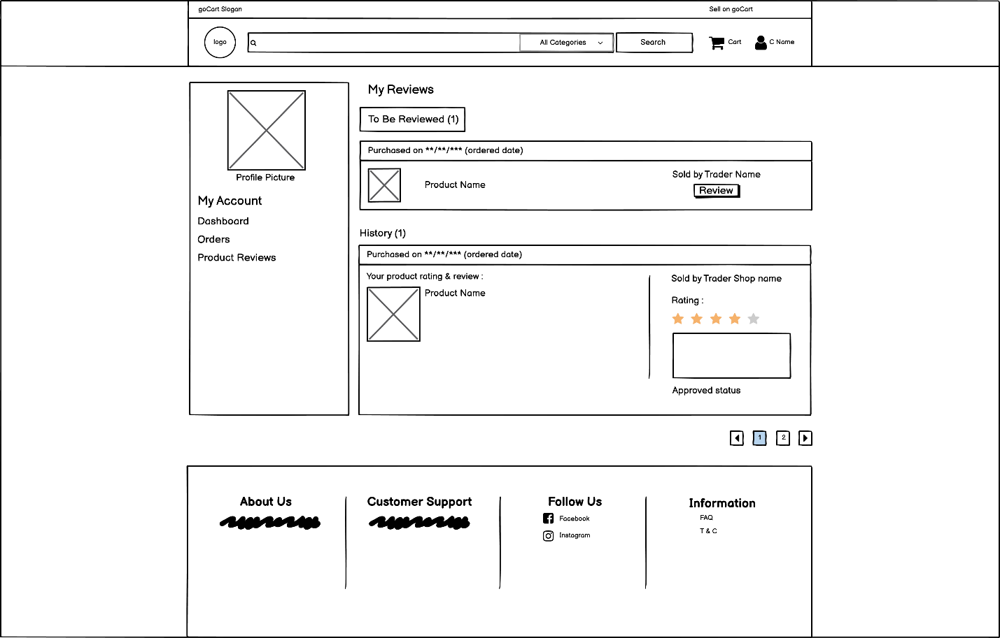 goCart Slogan
Sell on goCart
logo
All Categories
Search
Cart
C Name
Profile Picture
My Account
Dashboard
Orders
Product Reviews
My Reviews
To Be Reviewed (1)
Purchased on **/**/*** (ordered date)
Product Name
Sold by Trader Name
Review
History (1)
Purchased on **/**/*** (ordered date)
Your product rating & review :
Product Name
Sold by Trader Shop name
Rating :
Approved status
1
2
About Us
Customer Support
Follow Us
Facebook
Instagram
Information
FAQ
T & C